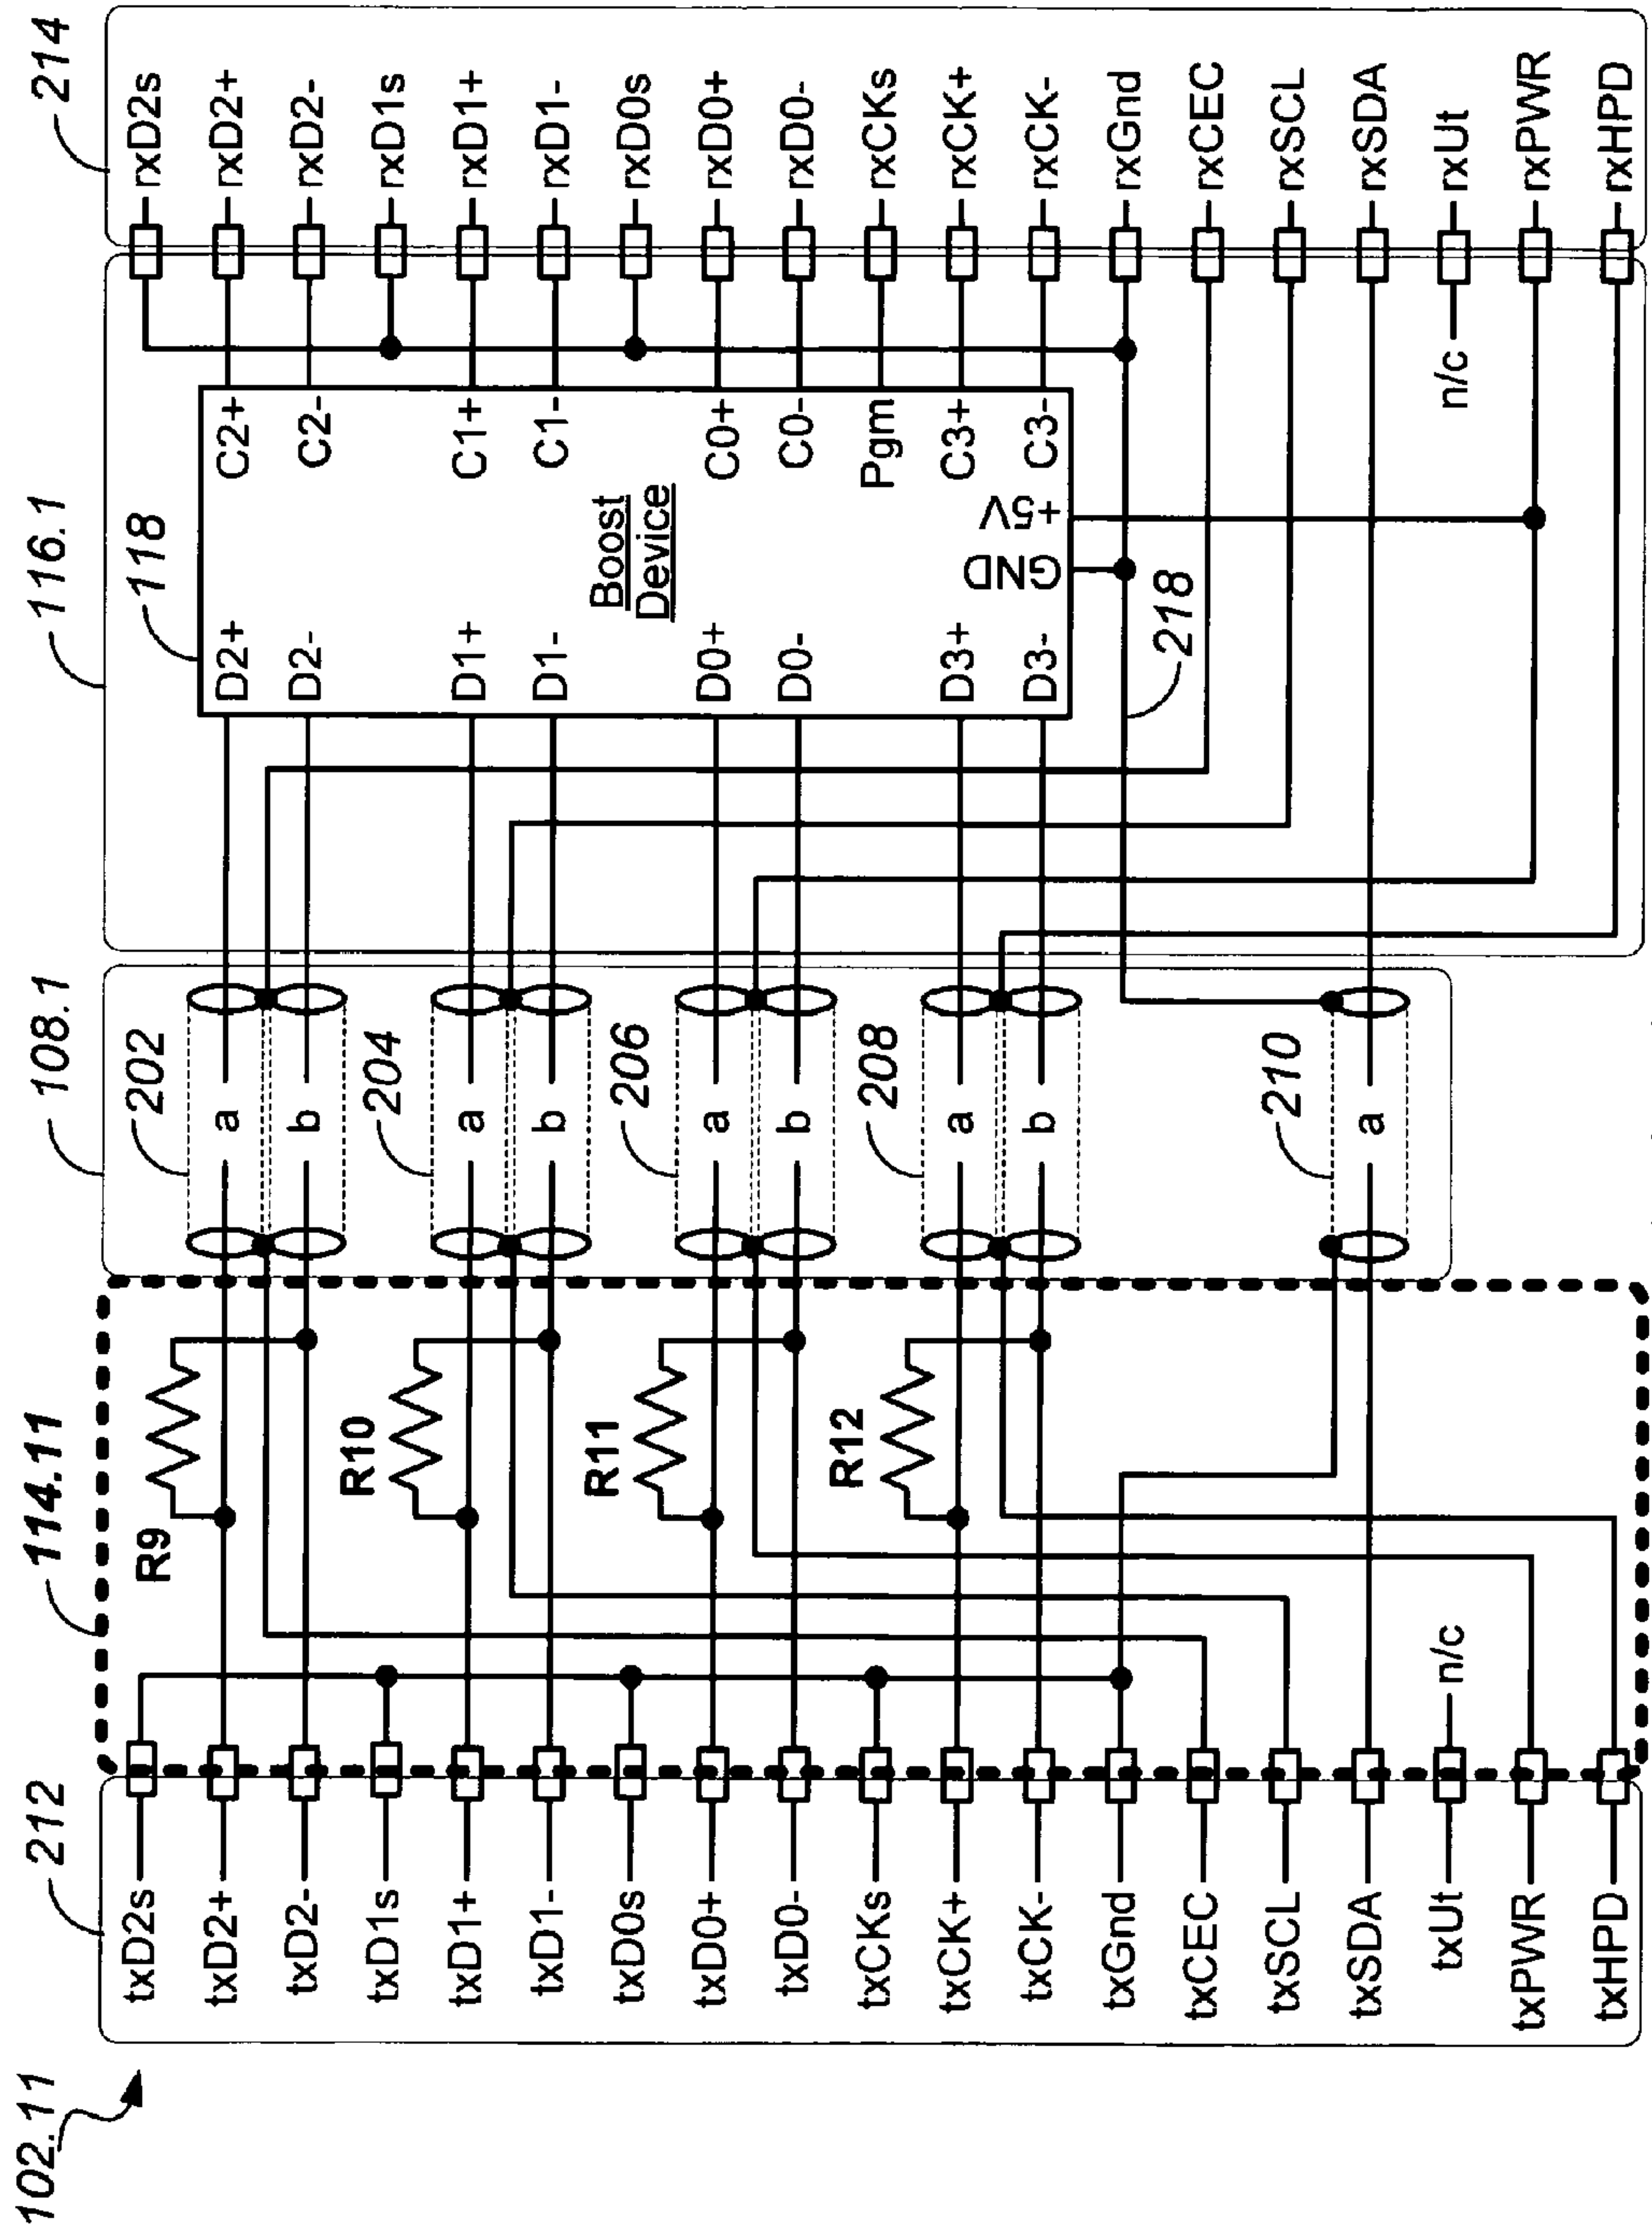 102.11
212
114.11
108.1
116.1
214
txD2s
txD2+
txD2-
txD1s
txD1+
txD1-
txD0s
txD0+
txD0-
txCKs
txCK+
txCK-
txGnd
txCEC
txSCL
txSDA
txUt
txPWR
txHPD
n/c
R9
R10
R11
R12
202
a
b
204
a
b
206
a
b
208
a
b
210
a
118
D2+
D2-
D1+
D1-
D0+
D0-
D3+
D3-
Boost
Device
GND
+5V
C2+
C2-
C1+
C1-
C0+
C0-
Pgm
C3+
C3-
218
n/c
rxD2s
rxD2+
rxD2-
rxD1s
rxD1+
rxD1-
rxD0s
rxD0+
rxD0-
rxCKs
rxCK+
rxCK-
rxGnd
rxCEC
rxSCL
rxSDA
rxUt
rxPWR
rxHPD